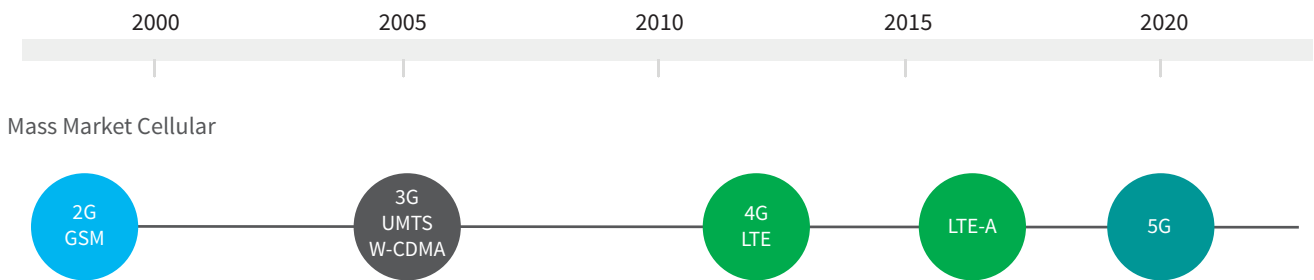 2000
2005
2010
2015
2020
Mass Market Cellular
2G
GSM
3G
UMTS
W-CDMA
4G
LTE
LTE-A
5G